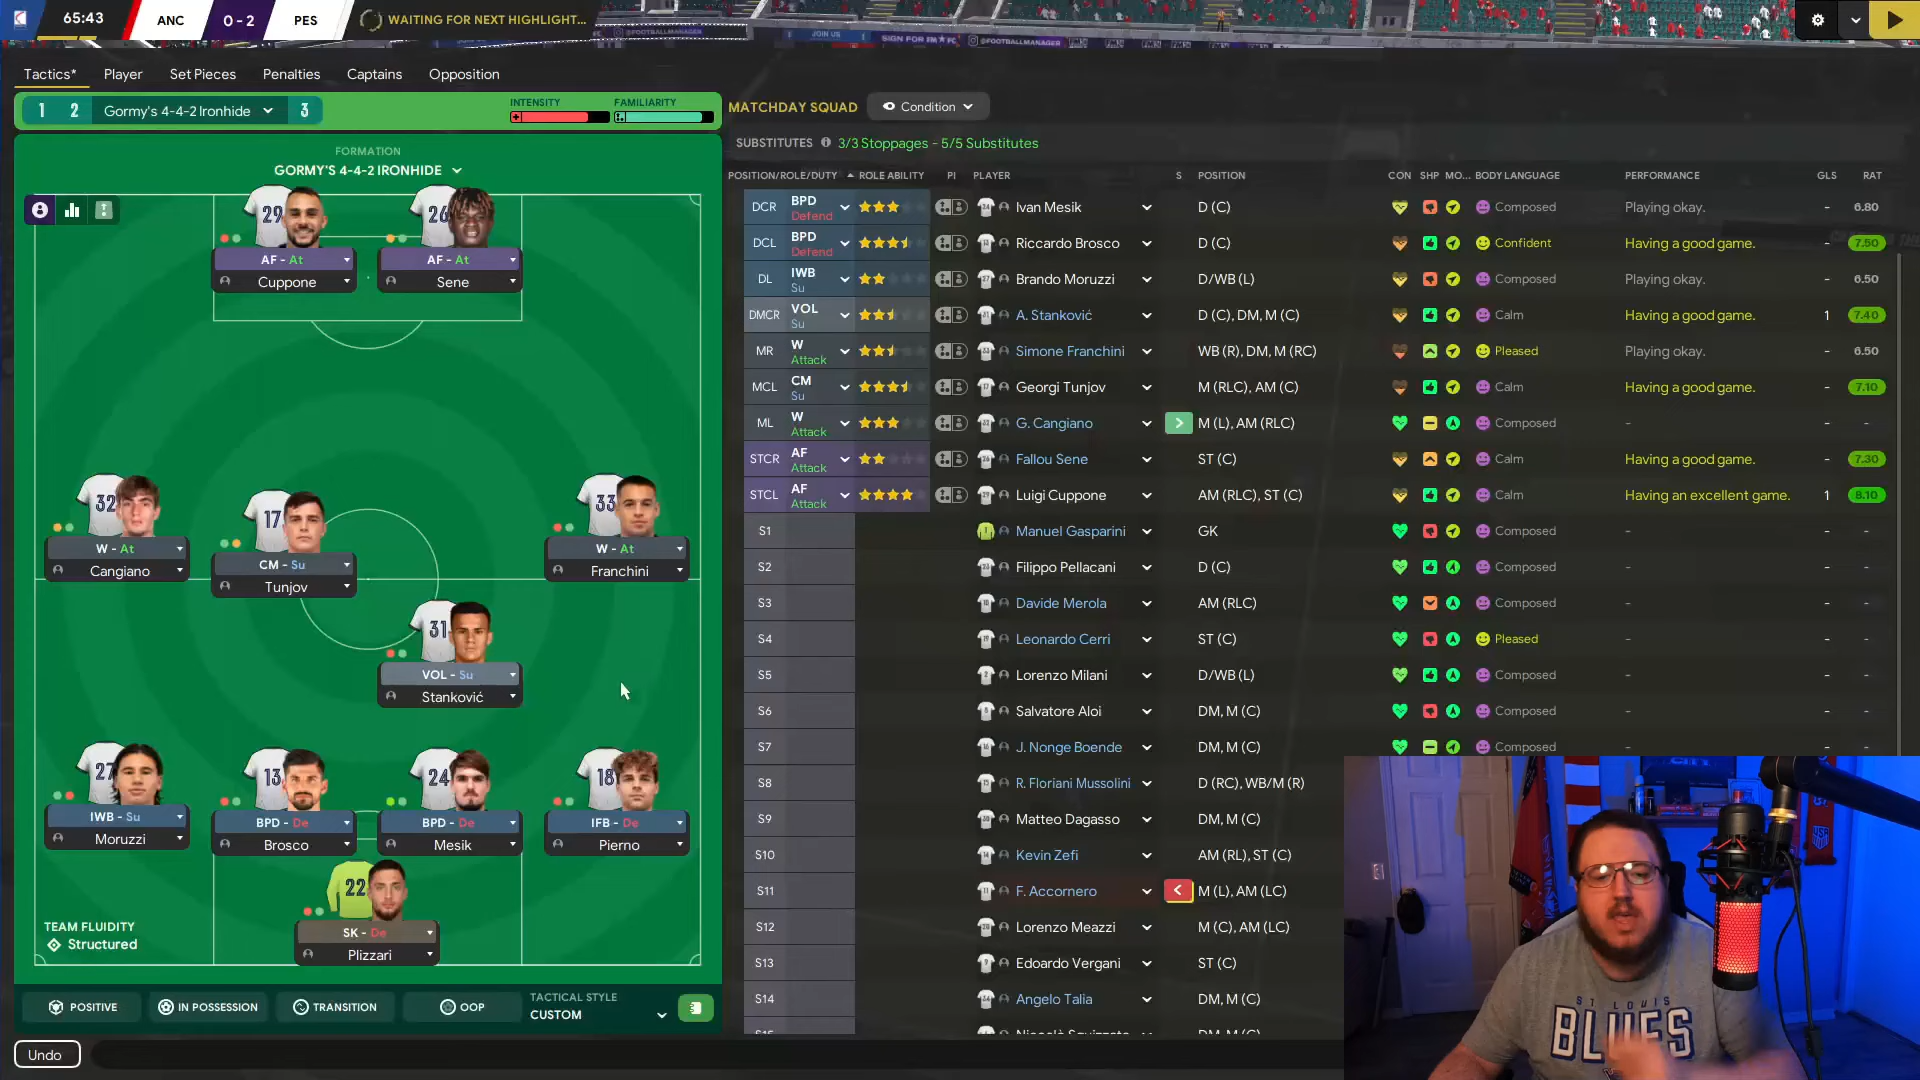 65:43 ANC 0 - 2 PES WAITING FOR NEXT HIGHLIGHT...
JOIN US SIGN FOR FM FC @FOOTBALLMANAGER
Tactics* Player Set Pieces Penalties Captains Opposition
1 2 Gormy's 4-4-2 Ironhide 3
INTENSITY FAMILIARITY
FORMATION
GORMY'S 4-4-2 IRONHIDE
29 26
AF - At AF - At
Cuppone Sene
32 17 33
W - At CM - Su W - At
Cangiano Tunjov Franchini
31
VOL - Su
Stanković
27 13 24 18
IWB - Su BPD - De BPD - De IFB - De
Moruzzi Brosco Mesik Pierno
22
SK - De
Plizzari
TEAM FLUIDITY
Structured
POSITIVE IN POSSESSION TRANSITION OOP
TACTICAL STYLE
CUSTOM
Undo
MATCHDAY SQUAD Condition
SUBSTITUTES 3/3 Stoppages - 5/5 Substitutes
POSITION/ROLE/DUTY ROLE ABILITY PI PLAYER S POSITION CON SHP MO... BODY LANGUAGE PERFORMANCE GLS RAT
DCR BPD Defend Ivan Mesik D (C) Composed Playing okay. - 6.80
DCL BPD Defend Riccardo Brosco D (C) Confident Having a good game. - 7.50
DL IWB Su Brando Moruzzi D/WB (L) Composed Playing okay. - 6.50
DMCR VOL Su A. Stanković D (C), DM, M (C) Calm Having a good game. 1 7.40
MR W Attack Simone Franchini WB (R), DM, M (RC) Pleased Playing okay. - 6.50
MCL CM Su Georgi Tunjov M (RLC), AM (C) Calm Having a good game. - 7.10
ML W Attack G. Cangiano M (L), AM (RLC) Composed - - -
STCR AF Attack Fallou Sene ST (C) Calm Having a good game. - 7.30
STCL AF Attack Luigi Cuppone AM (RLC), ST (C) Calm Having an excellent game. 1 8.10
S1 Manuel Gasparini GK Composed - - -
S2 Filippo Pellacani D (C) Composed - - -
S3 Davide Merola AM (RLC) Composed - - -
S4 Leonardo Cerri ST (C) Pleased - - -
S5 Lorenzo Milani D/WB (L) Composed - - -
S6 Salvatore Aloi DM, M (C) Composed - - -
S7 J. Nonge Boende DM, M (C) Composed - - -
S8 R. Floriani Mussolini D (RC), WB/M (R)
S9 Matteo Dagasso DM, M (C)
S10 Kevin Zefi AM (RL), ST (C)
S11 F. Accornero M (L), AM (LC)
S12 Lorenzo Meazzi M (C), AM (LC)
S13 Edoardo Vergani ST (C)
S14 Angelo Talia DM, M (C)
ST LOUIS
BLUES